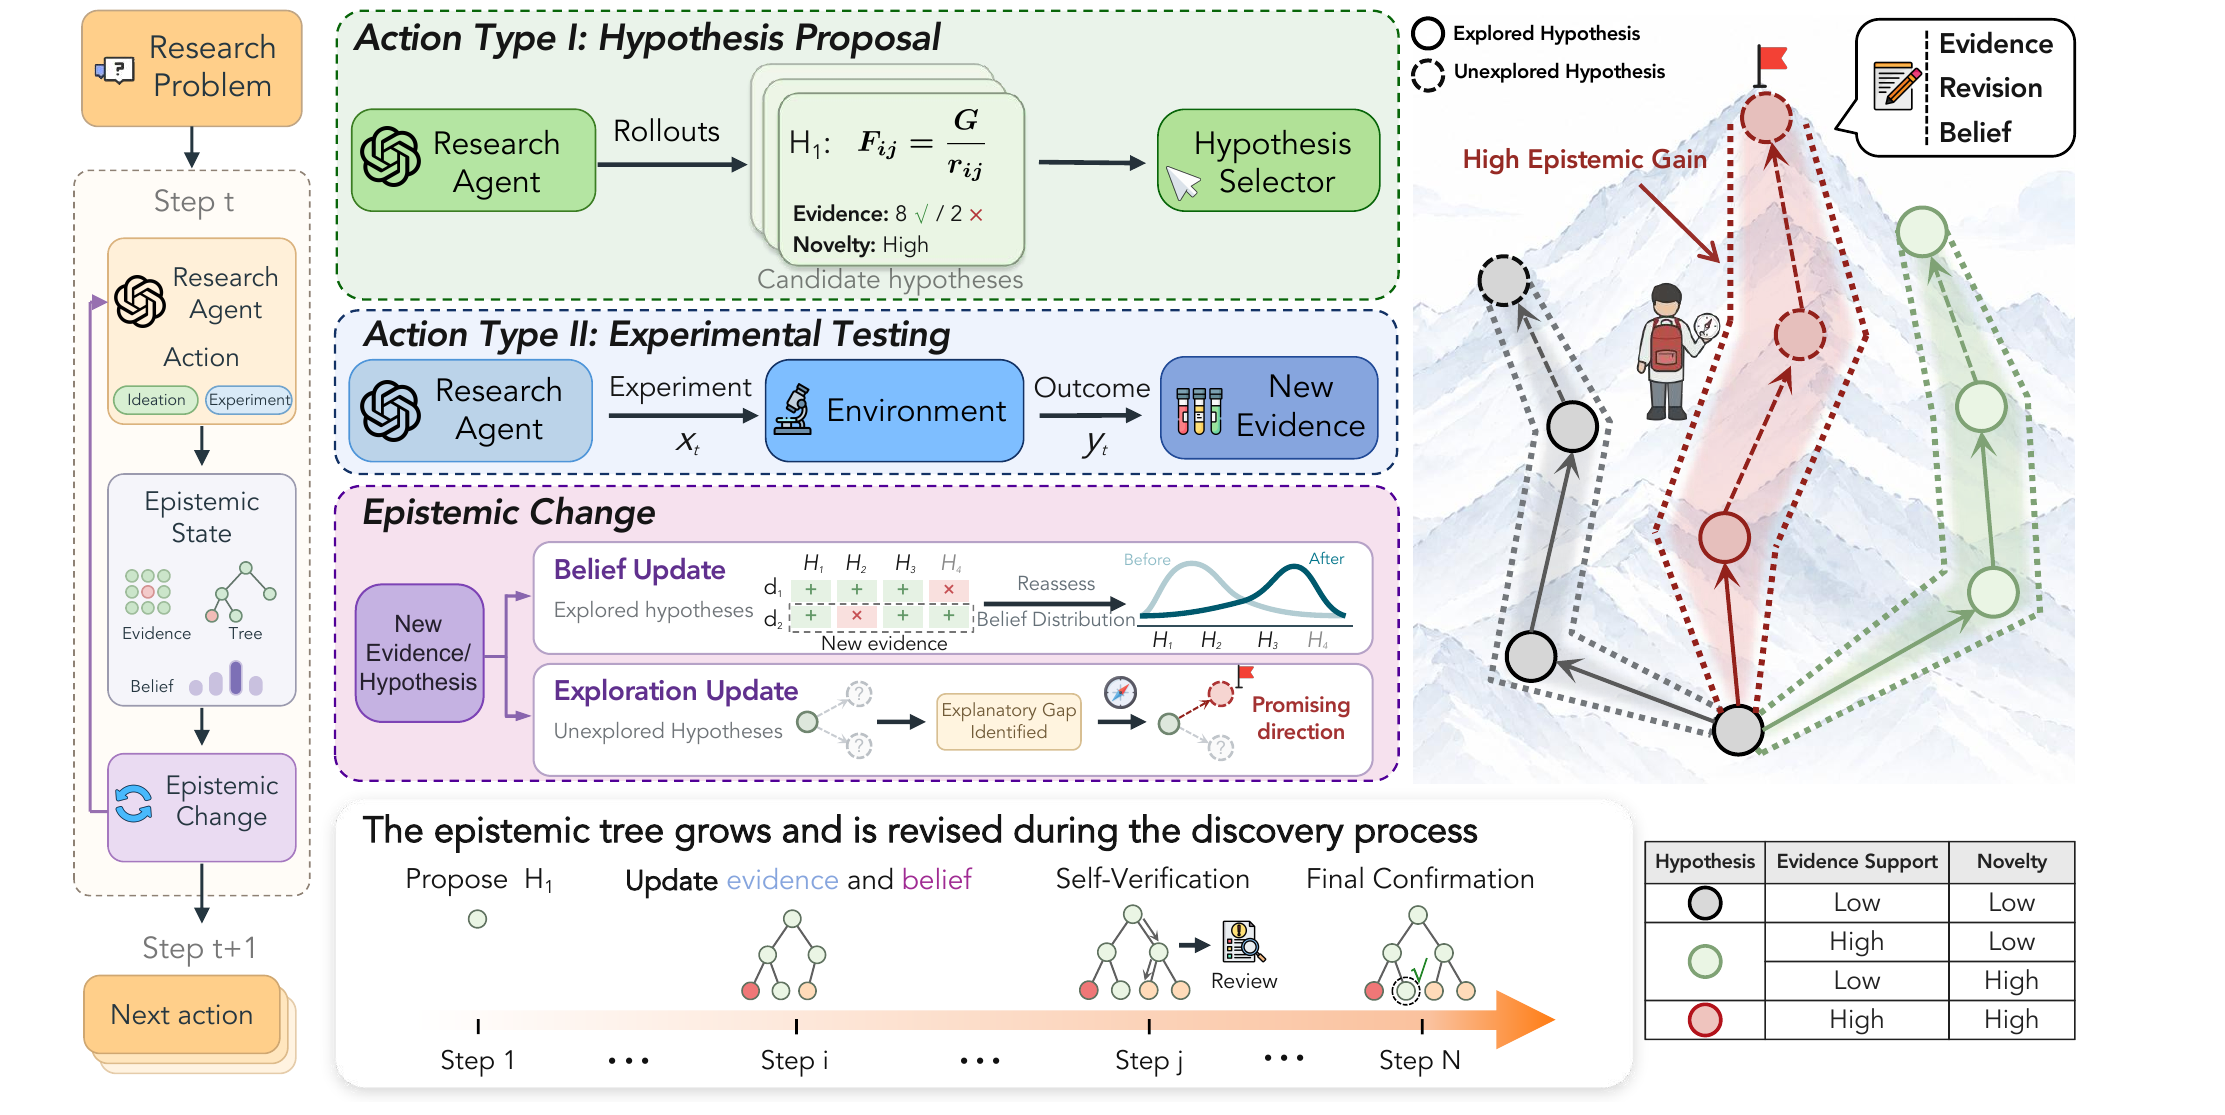 Research
Problem
?
Step t
Research
Agent
Action
Ideation
Experiment
Epistemic
State
Evidence
Tree
Belief
Epistemic
Change
Step t+1
Next action
Action Type I: Hypothesis Proposal
Research
Agent
Rollouts
H₁: F_ij = G / r_ij
Evidence: 8 √ / 2 ×
Novelty: High
Candidate hypotheses
Hypothesis
Selector
Action Type II: Experimental Testing
Research
Agent
Experiment
x_t
Environment
Outcome
y_t
New
Evidence
Epistemic Change
New
Evidence/
Hypothesis
Belief Update
Explored hypotheses
H₁ H₂ H₃ H₄
d₁ + + + ×
d₂ + × + +
New evidence
Reassess
Belief Distribution
Before
After
H₁ H₂ H₃ H₄
Exploration Update
Unexplored Hypotheses
?
?
Explanatory Gap
Identified
?
Promising
direction
Explored Hypothesis
Unexplored Hypothesis
High Epistemic Gain
Evidence
Revision
Belief
The epistemic tree grows and is revised during the discovery process
Propose H₁
Update evidence and belief
Self-Verification
Final Confirmation
Review
√
Step 1 ... Step i ... Step j ... Step N
Hypothesis Evidence Support Novelty
Low Low
High Low
Low High
High High